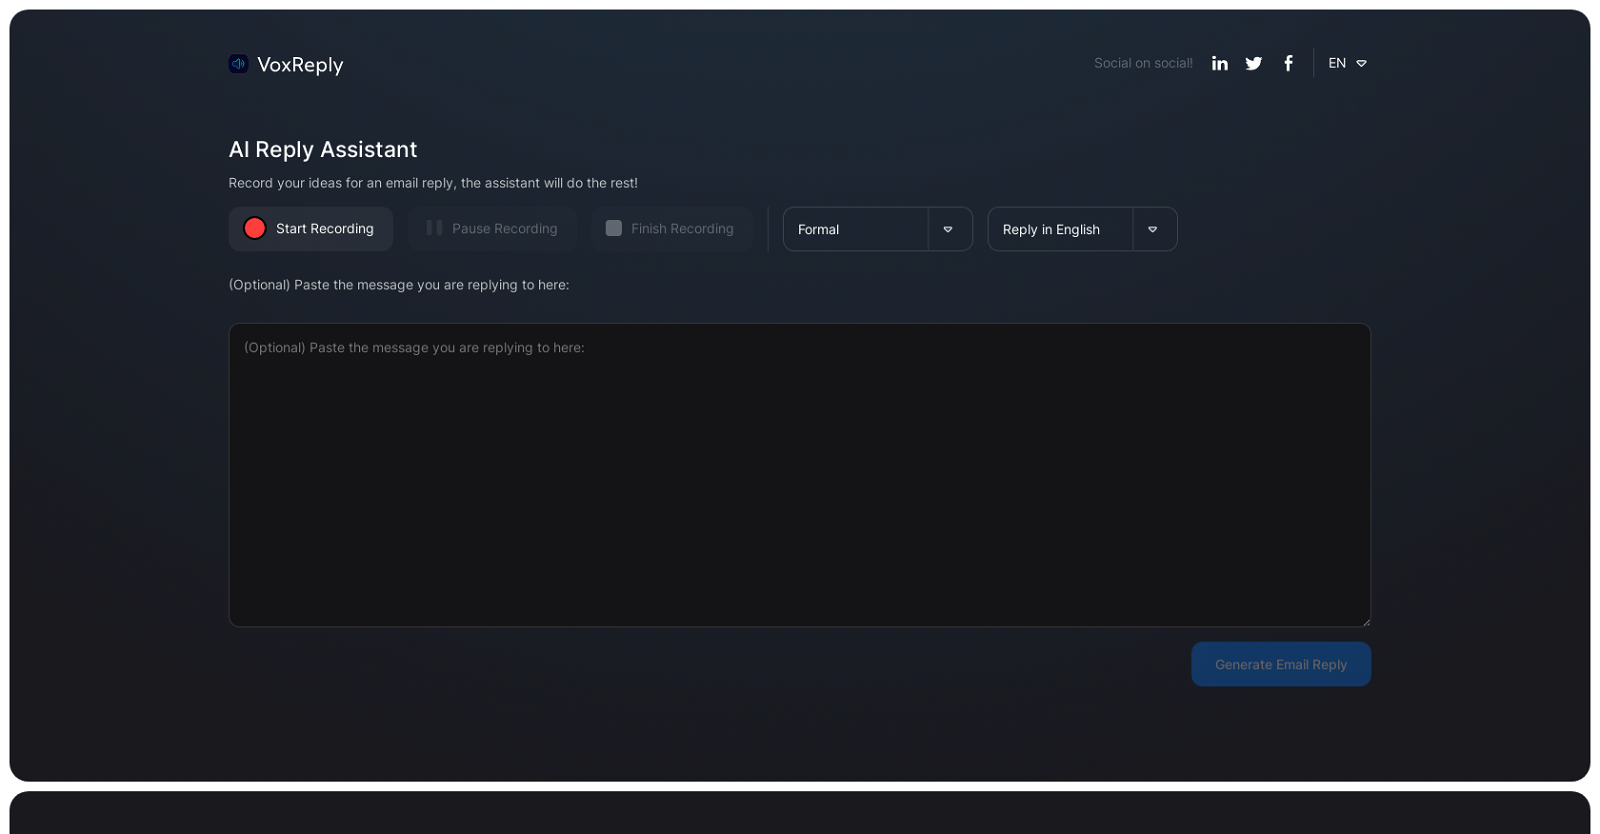 VoxReply
Social on social!
EN
AI Reply Assistant
Record your ideas for an email reply, the assistant will do the rest!
Start Recording
Pause Recording
Finish Recording
Formal
Reply in English
(Optional) Paste the message you are replying to here:
(Optional) Paste the message you are replying to here:
Generate Email Reply